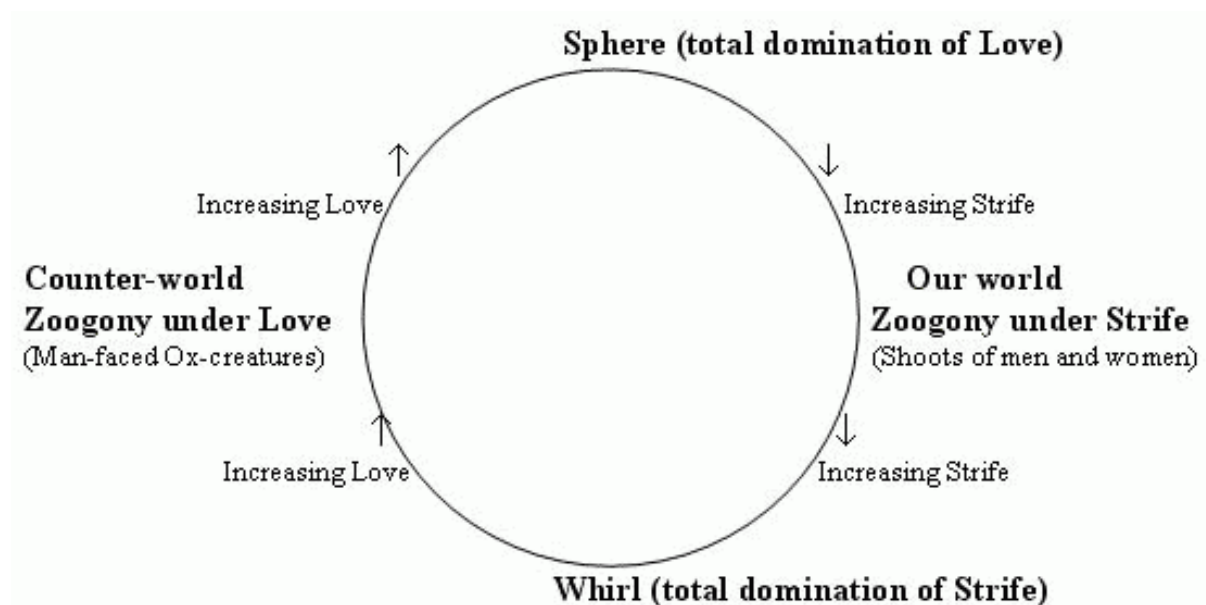 Sphere (total domination of Love)
Increasing Love
Increasing Strife
Counter-world
Zoogony under Love
(Man-faced Ox-creatures)
Our world
Zoogony under Strife
(Shoots of men and women)
Increasing Love
Increasing Strife
Whirl (total domination of Strife)